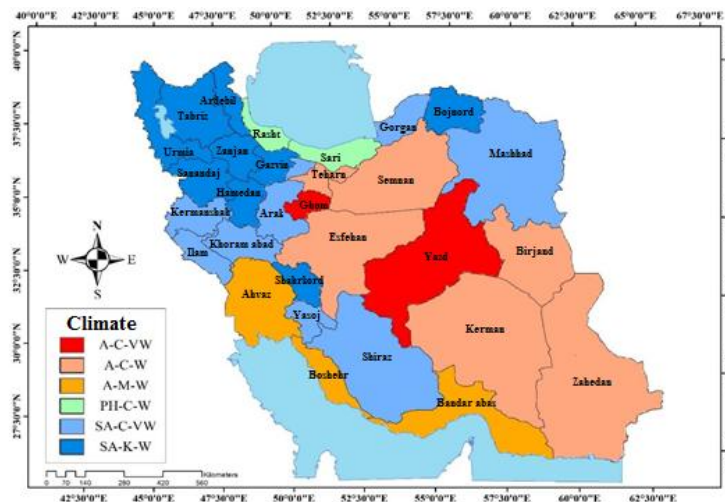 40°0'0"E 42°30'0"E 45°0'0"E 47°30'0"E 50°0'0"E 52°30'0"E 55°0'0"E 57°30'0"E 60°0'0"E 62°30'0"E 65°0'0"E
40°0'0"N
37°30'0"N
35°0'0"N
32°30'0"N
30°0'0"N
27°30'0"N
Ardebil
Tabriz
Bojnord
Rasht
Gorgan
Urmia
Zanjan
Gazvin
Sari
Mashhad
Sanandaj
Teharn
Semnan
Hamedan
Ghom
Kermanshah
Arak
Khoram abad
Esfehan
Ilam
Yasd
Birjand
N
W E
S
Ahvaz
Shahrkord
Yasoj
Kerman
Shiraz
Boshehr
Zahedan
Bandar abas
Climate
A-C-VW
A-C-W
A-M-W
PH-C-W
SA-C-VW
SA-K-W
Kilometers
0 70 140 280 420 560
42°30'0"E 45°0'0"E 47°30'0"E 50°0'0"E 52°30'0"E 55°0'0"E 57°30'0"E 60°0'0"E 62°30'0"E